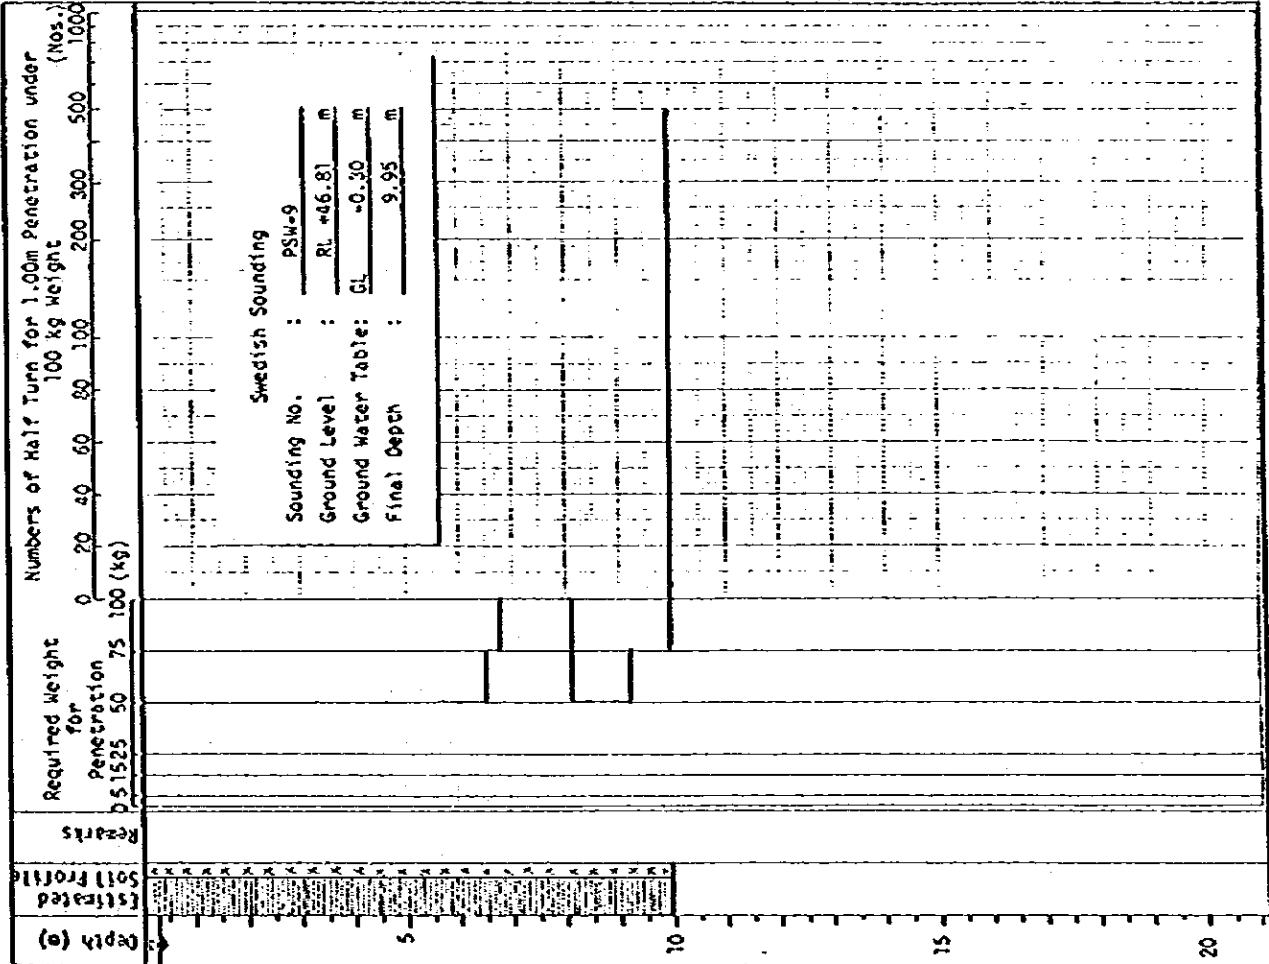 Depth (m)
Estimated
Soil Profile
Remarks
Required Weight
for
Penetration
0 5 15 25 50 75 100 (kg)
Numbers of Half Turn for 1.00m Penetration under
100 kg Weight
(Nos.)
0 20 40 60 80 100 200 300 500 1000
Swedish Sounding
Sounding No. : PSW-9
Ground Level : RL +46.81 m
Ground Water Table: GL -0.30 m
Final Depth : 9.95 m
5
10
15
20